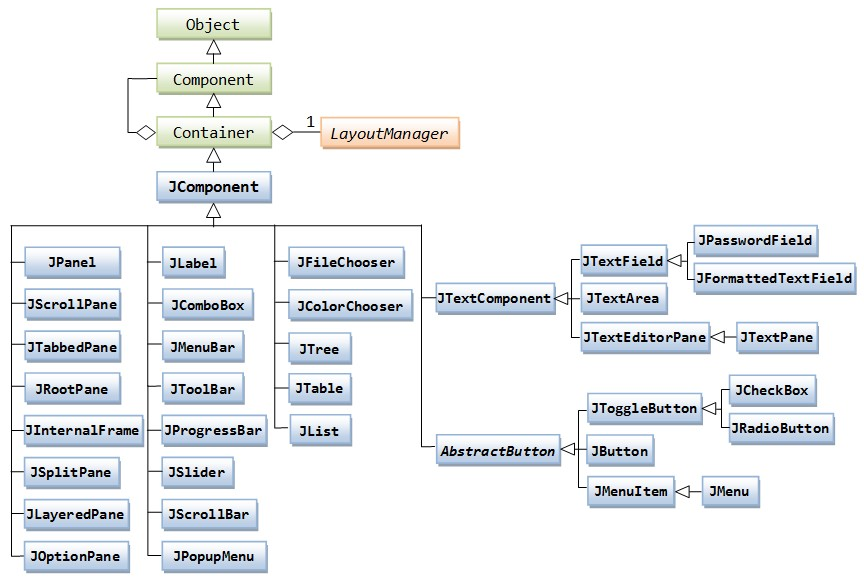 Object
Component
Container
1
LayoutManager
JComponent
JPanel
JScrollPane
JTabbedPane
JRootPane
JInternalFrame
JSplitPane
JLayeredPane
JOptionPane
JLabel
JComboBox
JMenuBar
JToolBar
JProgressBar
JSlider
JScrollBar
JPopupMenu
JFileChooser
JColorChooser
JTree
JTable
JList
JTextComponent
JTextField
JPasswordField
JFormattedTextField
JTextArea
JTextEditorPane
JTextPane
AbstractButton
JToggleButton
JCheckBox
JRadioButton
JButton
JMenuItem
JMenu